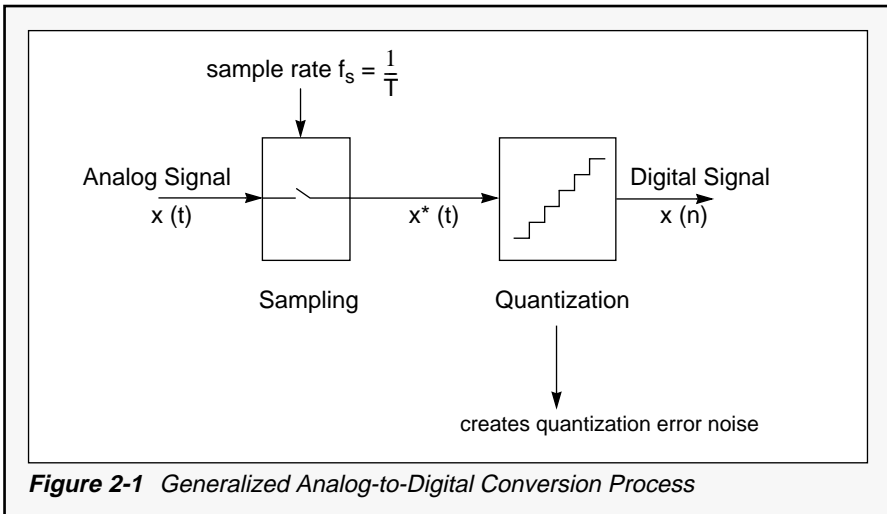 sample rate fs = 1/T
Analog Signal
x (t)
x* (t)
Digital Signal
x (n)
Sampling
Quantization
creates quantization error noise
Figure 2-1 Generalized Analog-to-Digital Conversion Process